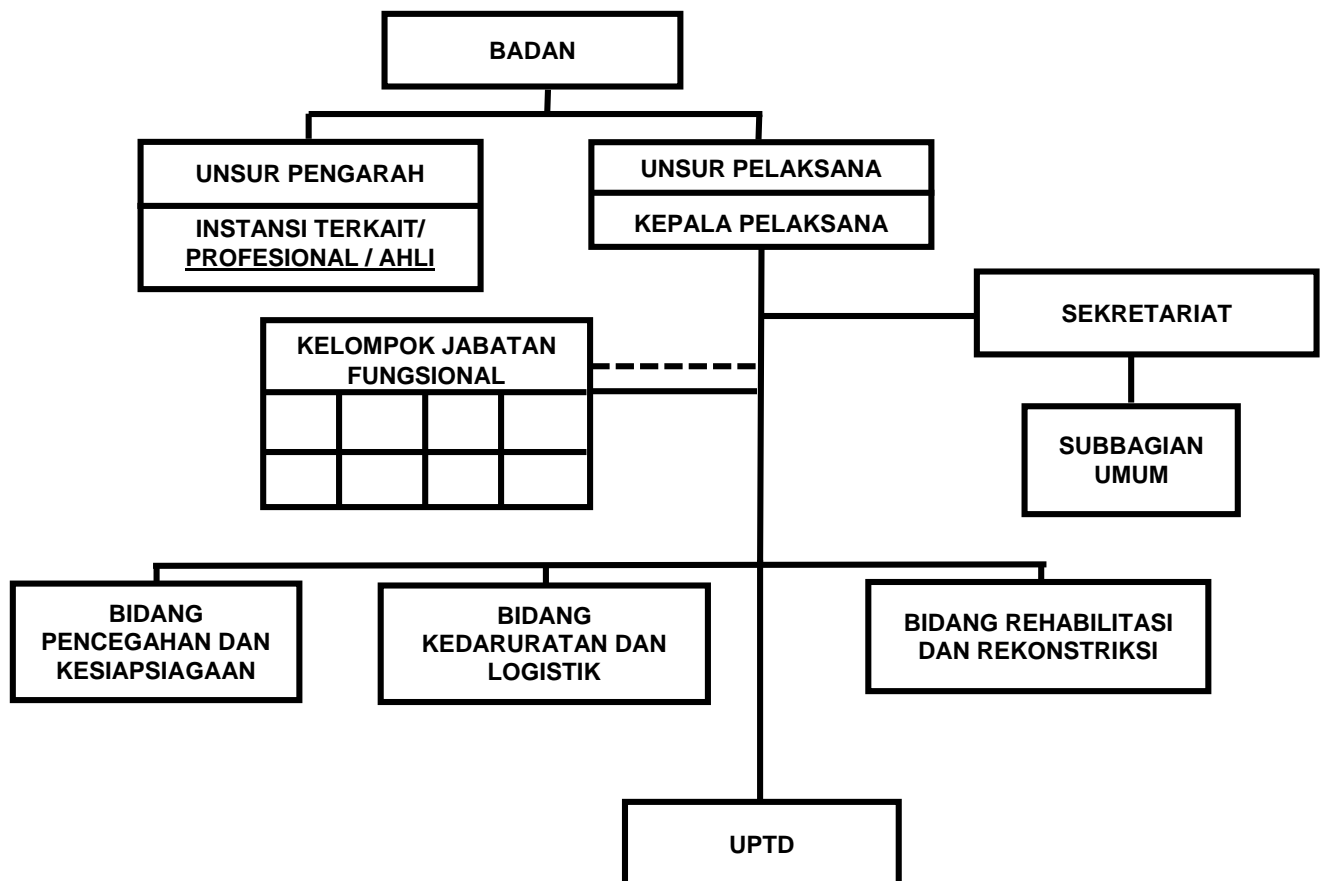 BADAN
UNSUR PENGARAH
INSTANSI TERKAIT/
PROFESIONAL / AHLI
UNSUR PELAKSANA
KEPALA PELAKSANA
SEKRETARIAT
KELOMPOK JABATAN
FUNGSIONAL
SUBBAGIAN
UMUM
BIDANG
PENCEGAHAN DAN
KESIAPSIAGAAN
BIDANG
KEDARURATAN DAN
LOGISTIK
BIDANG REHABILITASI
DAN REKONSTRIKSI
UPTD